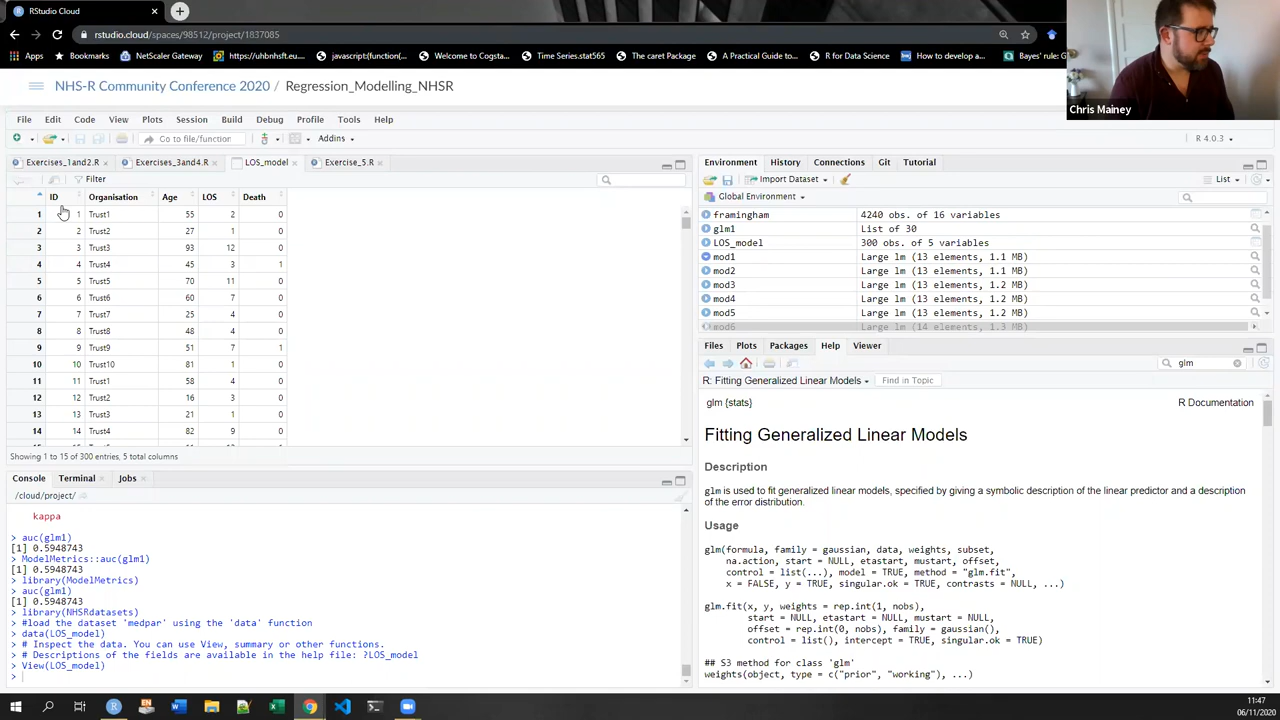 RStudio Cloud
rstudio.cloud/spaces/98512/project/1837085
Apps Bookmarks NetScaler Gateway https://uhbnhsft.et... javascript:(function(... Welcome to Cogsta... Time Series.stat565 The caret Package A Practical Guide to... R for Data Science How to develop a... Bayes' rule: G
Chris Mainey
NHS-R Community Conference 2020 / Regression_Modelling_NHSR
File Edit Code View Plots Session Build Debug Profile Tools Help
Go to file/function Addins R 4.0.3
Exercises_1and2.R Exercises_3and4.R LOS_model Exercise_5.R
Filter
ID Organisation Age LOS Death
1 1 Trust1 55 2 0
2 2 Trust2 27 1 0
3 3 Trust3 93 12 0
4 4 Trust4 45 3 1
5 5 Trust5 70 11 0
6 6 Trust6 60 7 0
7 7 Trust7 25 4 0
8 8 Trust8 48 4 0
9 9 Trust9 51 7 1
10 10 Trust10 81 1 0
11 11 Trust1 58 4 0
12 12 Trust2 16 3 0
13 13 Trust3 21 1 0
14 14 Trust4 82 9 0
Showing 1 to 15 of 300 entries, 5 total columns
Console Terminal Jobs
/cloud/project/
kappa
> auc(glm1)
[1] 0.5948743
> ModelMetrics::auc(glm1)
[1] 0.5948743
> library(ModelMetrics)
> auc(glm1)
[1] 0.5948743
> library(NHSRdatasets)
> #load the dataset 'medpar' using the 'data' function
> data(LOS_model)
> # Inspect the data. You can use View, summary or other functions.
> # Descriptions of the fields are available in the help file: ?LOS_model
> View(LOS_model)
>
Environment History Connections Git Tutorial
Import Dataset List
Global Environment
framingham 4240 obs. of 16 variables
glm1 List of 30
LOS_model 300 obs. of 5 variables
mod1 Large lm (13 elements, 1.1 MB)
mod2 Large lm (13 elements, 1.1 MB)
mod3 Large lm (13 elements, 1.2 MB)
mod4 Large lm (13 elements, 1.2 MB)
mod5 Large lm (13 elements, 1.2 MB)
mod6 Large lm (14 elements, 1.3 MB)
Files Plots Packages Help Viewer
glm
R: Fitting Generalized Linear Models Find in Topic
glm {stats} R Documentation
Fitting Generalized Linear Models
Description
glm is used to fit generalized linear models, specified by giving a symbolic description of the linear predictor and a description
of the error distribution.
Usage
glm(formula, family = gaussian, data, weights, subset,
na.action, start = NULL, etastart, mustart, offset,
control = list(...), model = TRUE, method = "glm.fit",
x = FALSE, y = TRUE, singular.ok = TRUE, contrasts = NULL, ...)
glm.fit(x, y, weights = rep.int(1, nobs),
start = NULL, etastart = NULL, mustart = NULL,
offset = rep.int(0, nobs), family = gaussian(),
control = list(), intercept = TRUE, singular.ok = TRUE)
## S3 method for class 'glm'
weights(object, type = c("prior", "working"), ...)
11:47
06/11/2020